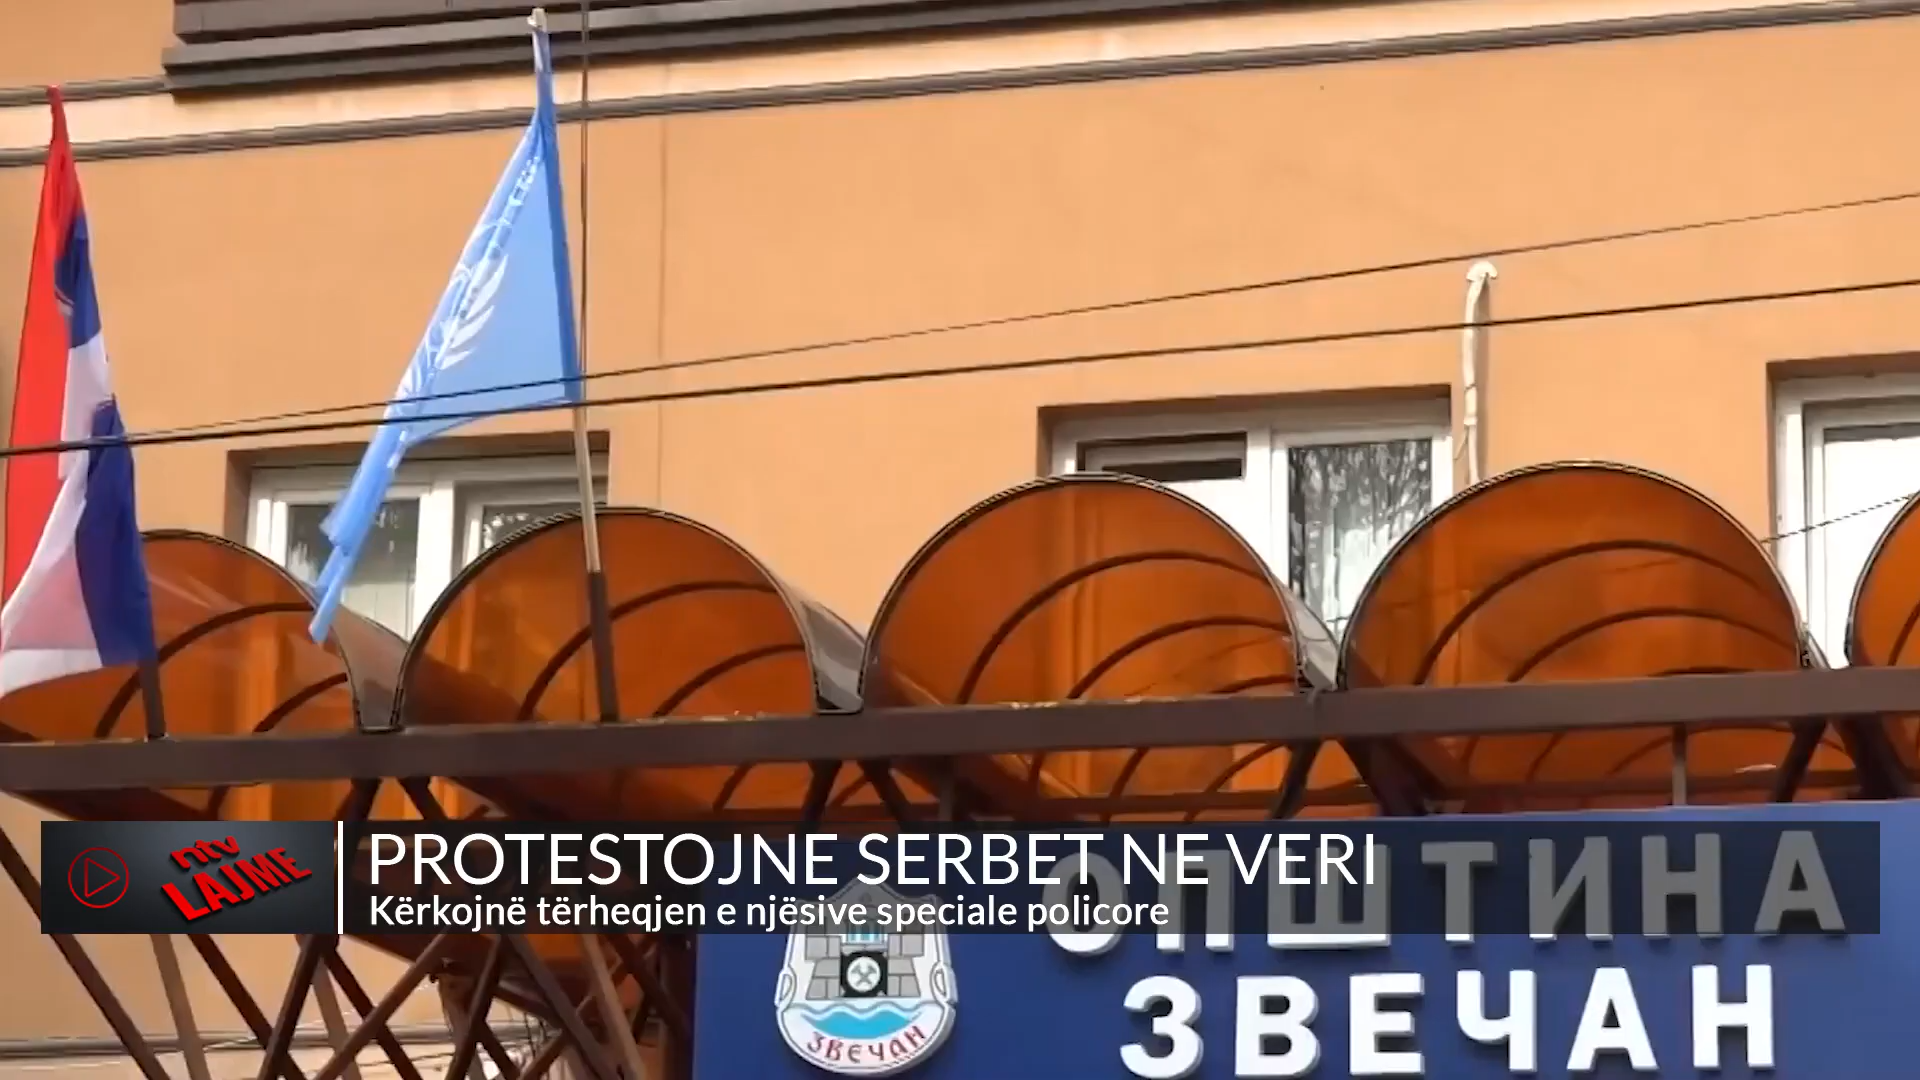 ntv
LAJME
PROTESTOJNE SERBET NE VERI
Kërkojnë tërheqjen e njësive speciale policore
ОПШТИНА
ЗВЕЧАН
ЗВЕЧАН